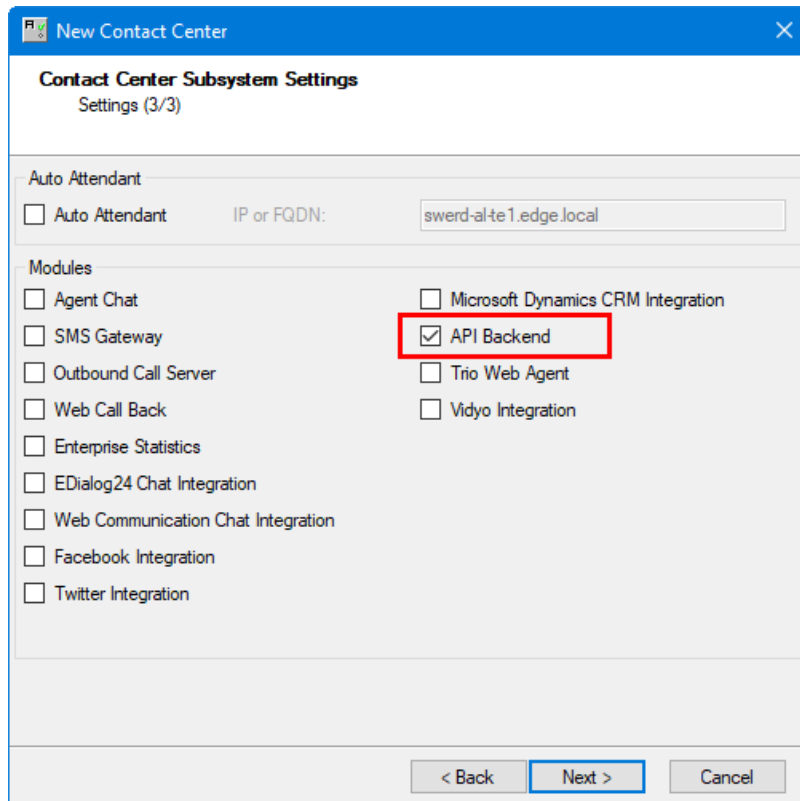 New Contact Center
Contact Center Subsystem Settings
Settings (3/3)
Auto Attendant
Auto Attendant IP or FQDN: swerd-al-te1.edge.local
Modules
Agent Chat
SMS Gateway
Outbound Call Server
Web Call Back
Enterprise Statistics
EDialog24 Chat Integration
Web Communication Chat Integration
Facebook Integration
Twitter Integration
Microsoft Dynamics CRM Integration
API Backend
Trio Web Agent
Vidyo Integration
< Back Next > Cancel